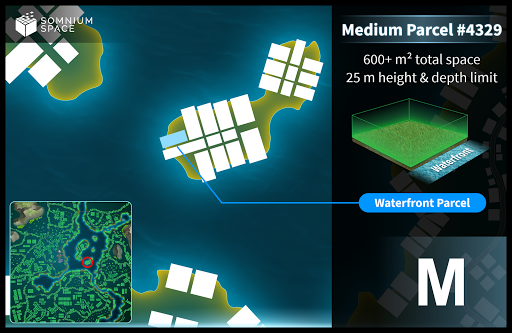 SOMNIUM
SPACE
Medium Parcel #4329
600+ m² total space
25 m height & depth limit
Waterfront
Waterfront Parcel
M